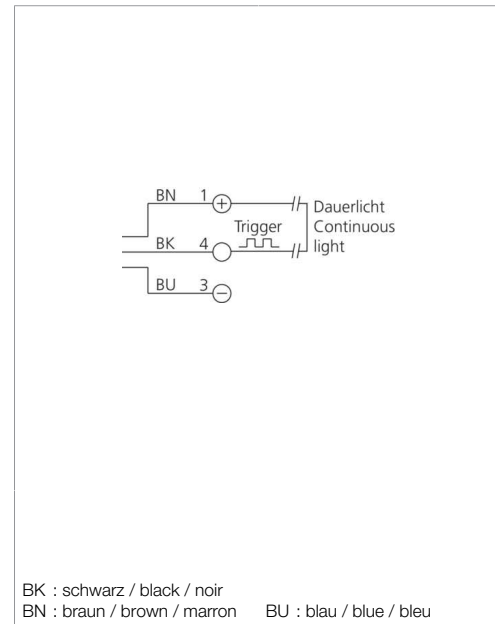 BN 1 +
Dauerlicht
Trigger Continuous
BK 4 light
BU 3 −
BK : schwarz / black / noir
BN : braun / brown / marron BU : blau / blue / bleu